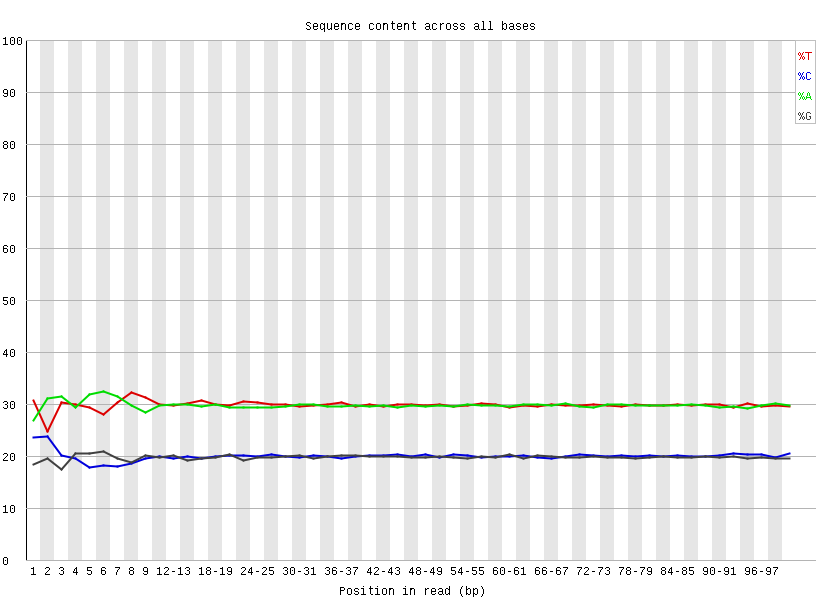 Sequence content across all bases
100
90
80
70
60
50
40
30
20
10
0
%T
%C
%A
%G
1 2 3 4 5 6 7 8 9 12-13 18-19 24-25 30-31 36-37 42-43 48-49 54-55 60-61 66-67 72-73 78-79 84-85 90-91 96-97
Position in read (bp)